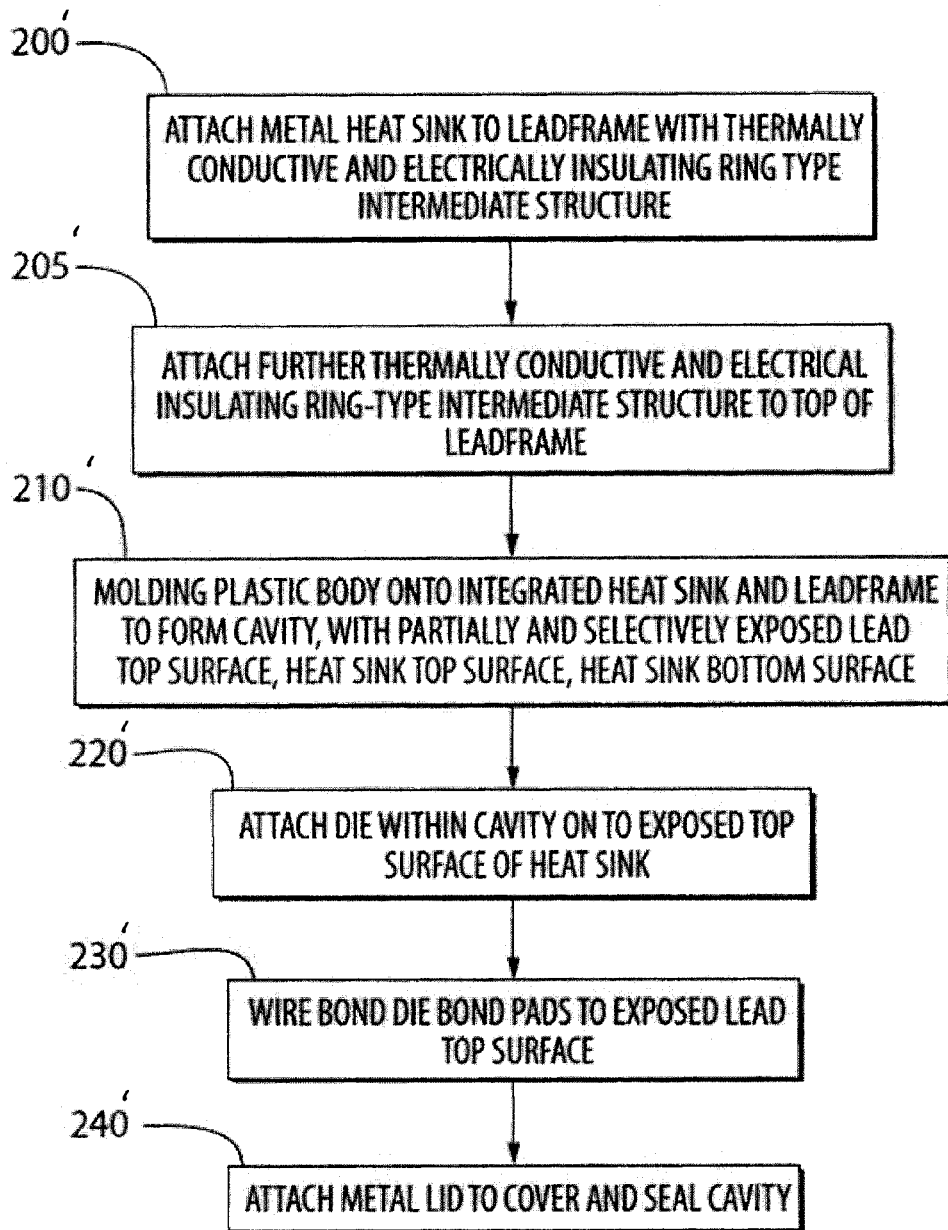 200'
ATTACH METAL HEAT SINK TO LEADFRAME WITH THERMALLY
CONDUCTIVE AND ELECTRICALLY INSULATING RING TYPE
INTERMEDIATE STRUCTURE
205'
ATTACH FURTHER THERMALLY CONDUCTIVE AND ELECTRICAL
INSULATING RING-TYPE INTERMEDIATE STRUCTURE TO TOP OF
LEADFRAME
210'
MOLDING PLASTIC BODY ONTO INTEGRATED HEAT SINK AND LEADFRAME
TO FORM CAVITY, WITH PARTIALLY AND SELECTIVELY EXPOSED LEAD
TOP SURFACE, HEAT SINK TOP SURFACE, HEAT SINK BOTTOM SURFACE
220'
ATTACH DIE WITHIN CAVITY ON TO EXPOSED TOP
SURFACE OF HEAT SINK
230'
WIRE BOND DIE BOND PADS TO EXPOSED LEAD
TOP SURFACE
240'
ATTACH METAL LID TO COVER AND SEAL CAVITY